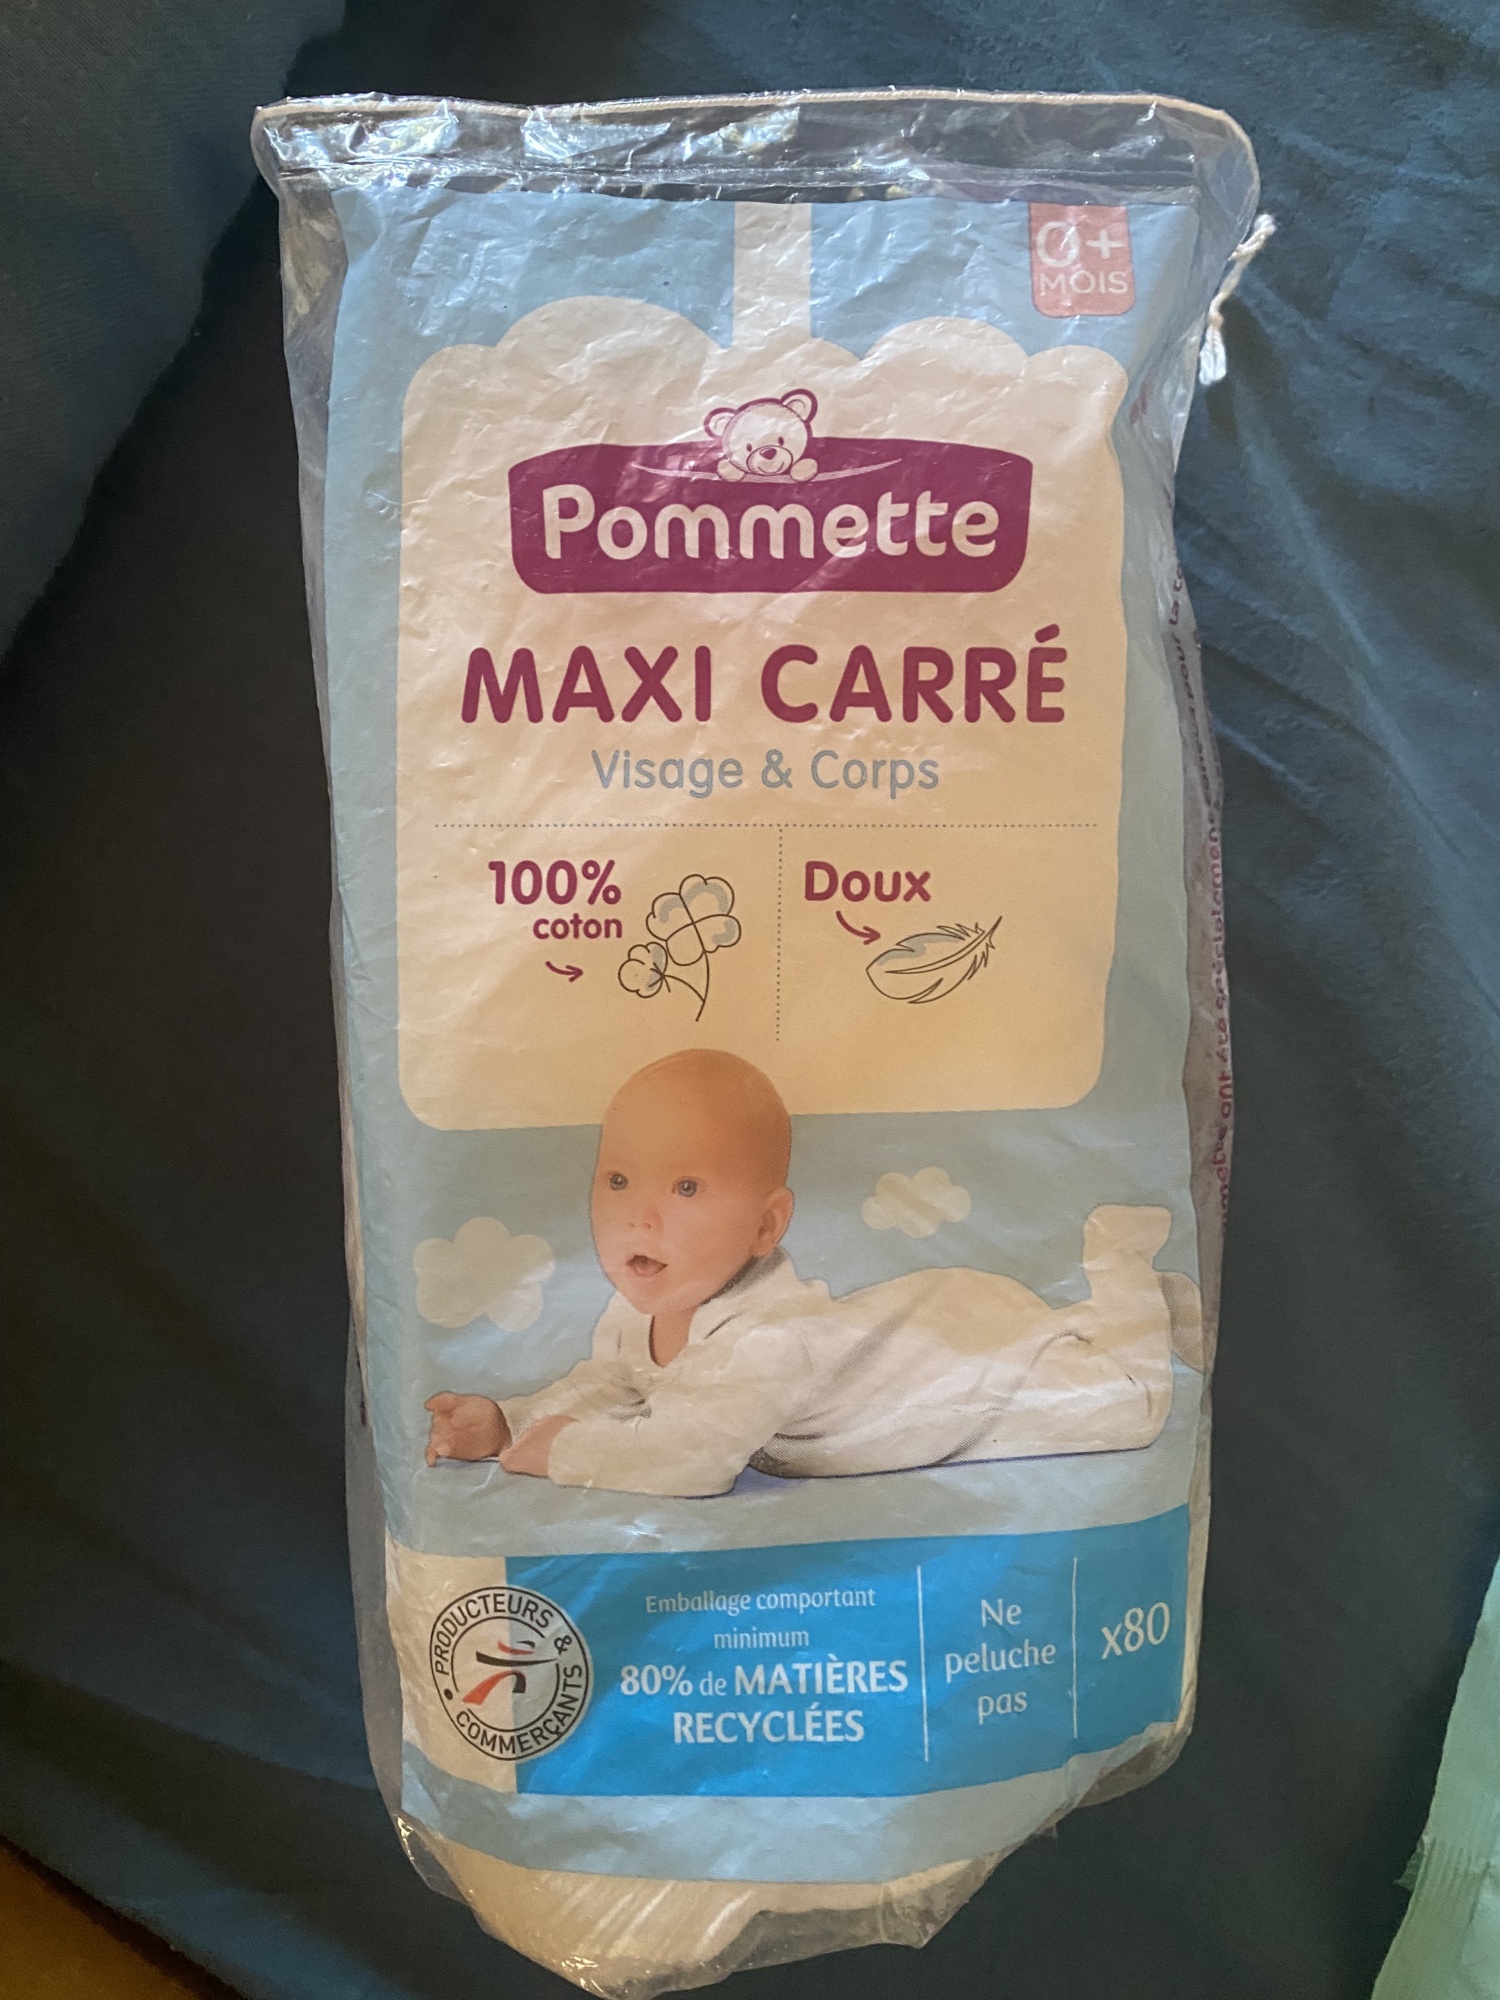 0+
MOIS
Pommette
MAXI CARRÉ
Visage & Corps
100%
coton
Doux
PRODUCTEURS &
COMMERÇANTS
Emballage comportant
minimum
80% de MATIÈRES
RECYCLÉES
Ne
peluche
pas
x80